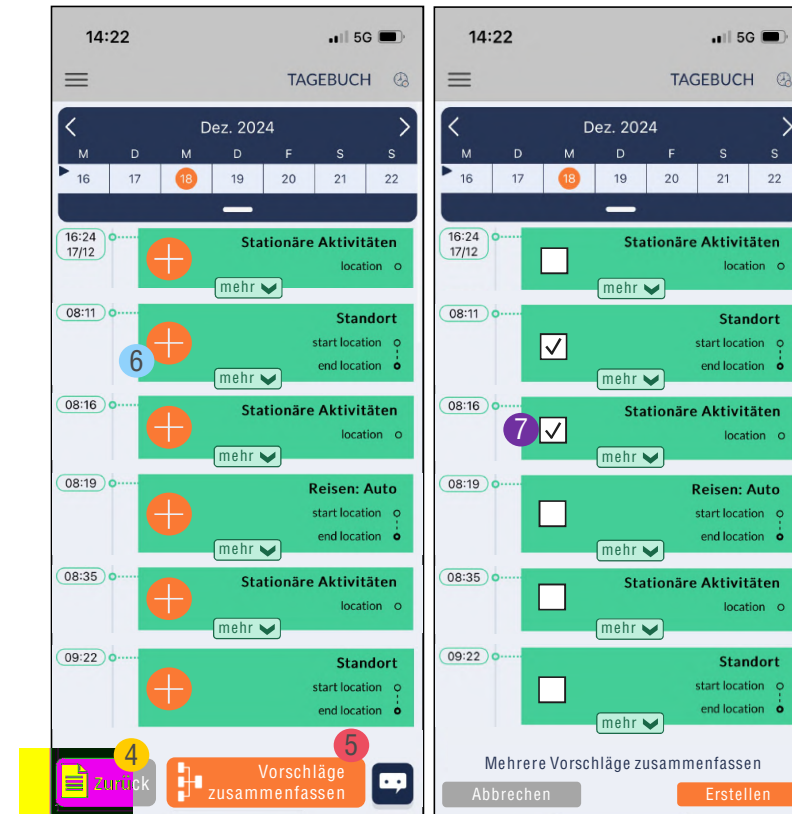 14:22
5G
TAGEBUCH
Dez. 2024
M D M D F S S
16 17 18 19 20 21 22
16:24
17/12
Stationäre Aktivitäten
location
mehr
08:11
Standort
start location
6
end location
mehr
08:16
Stationäre Aktivitäten
location
mehr
08:19
Reisen: Auto
start location
end location
mehr
08:35
Stationäre Aktivitäten
location
mehr
09:22
Standort
start location
end location
4
5
Zurück
Vorschläge
zusammenfassen
14:22
5G
TAGEBUCH
Dez. 2024
M D M D F S S
16 17 18 19 20 21 22
16:24
17/12
Stationäre Aktivitäten
location
mehr
08:11
Standort
start location
end location
mehr
08:16
Stationäre Aktivitäten
7
location
mehr
08:19
Reisen: Auto
start location
end location
mehr
08:35
Stationäre Aktivitäten
location
mehr
09:22
Standort
start location
end location
mehr
Mehrere Vorschläge zusammenfassen
Abbrechen
Erstellen